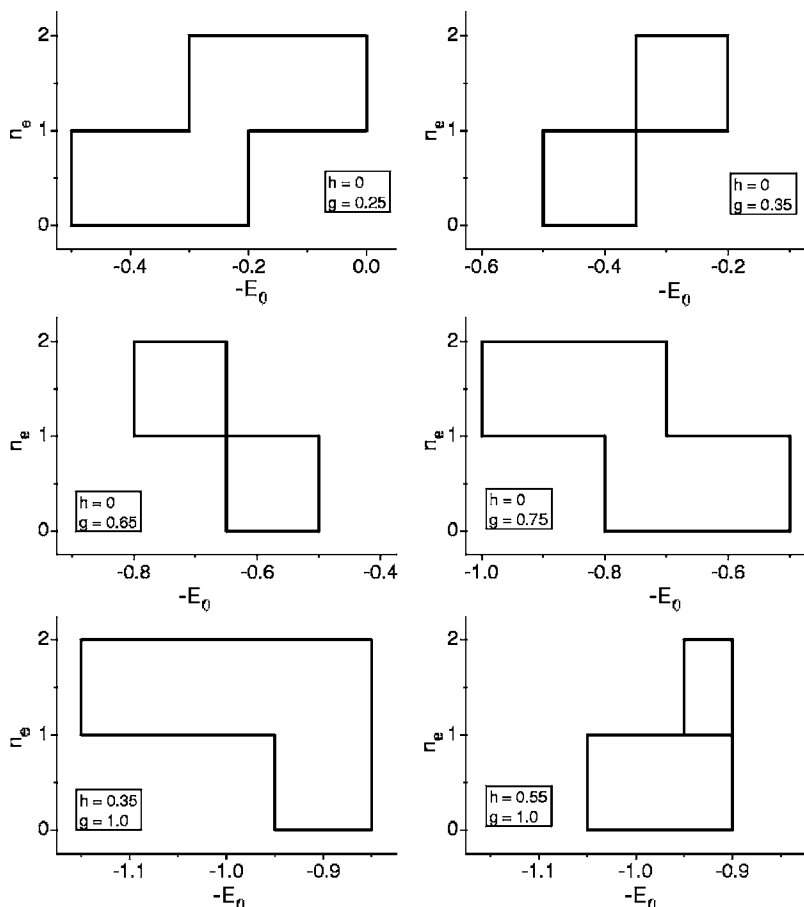 2
n_e
1
0
h = 0
g = 0.25
-0.4
-0.2
0.0
-E_0
2
n_e
1
0
h = 0
g = 0.35
-0.6
-0.4
-0.2
-E_0
2
n_e
1
0
h = 0
g = 0.65
-0.8
-0.6
-0.4
-E_0
2
n_e
1
0
h = 0
g = 0.75
-1.0
-0.8
-0.6
-E_0
2
n_e
1
0
h = 0.35
g = 1.0
-1.1
-1.0
-0.9
-E_0
2
n_e
1
0
h = 0.55
g = 1.0
-1.1
-1.0
-0.9
-E_0